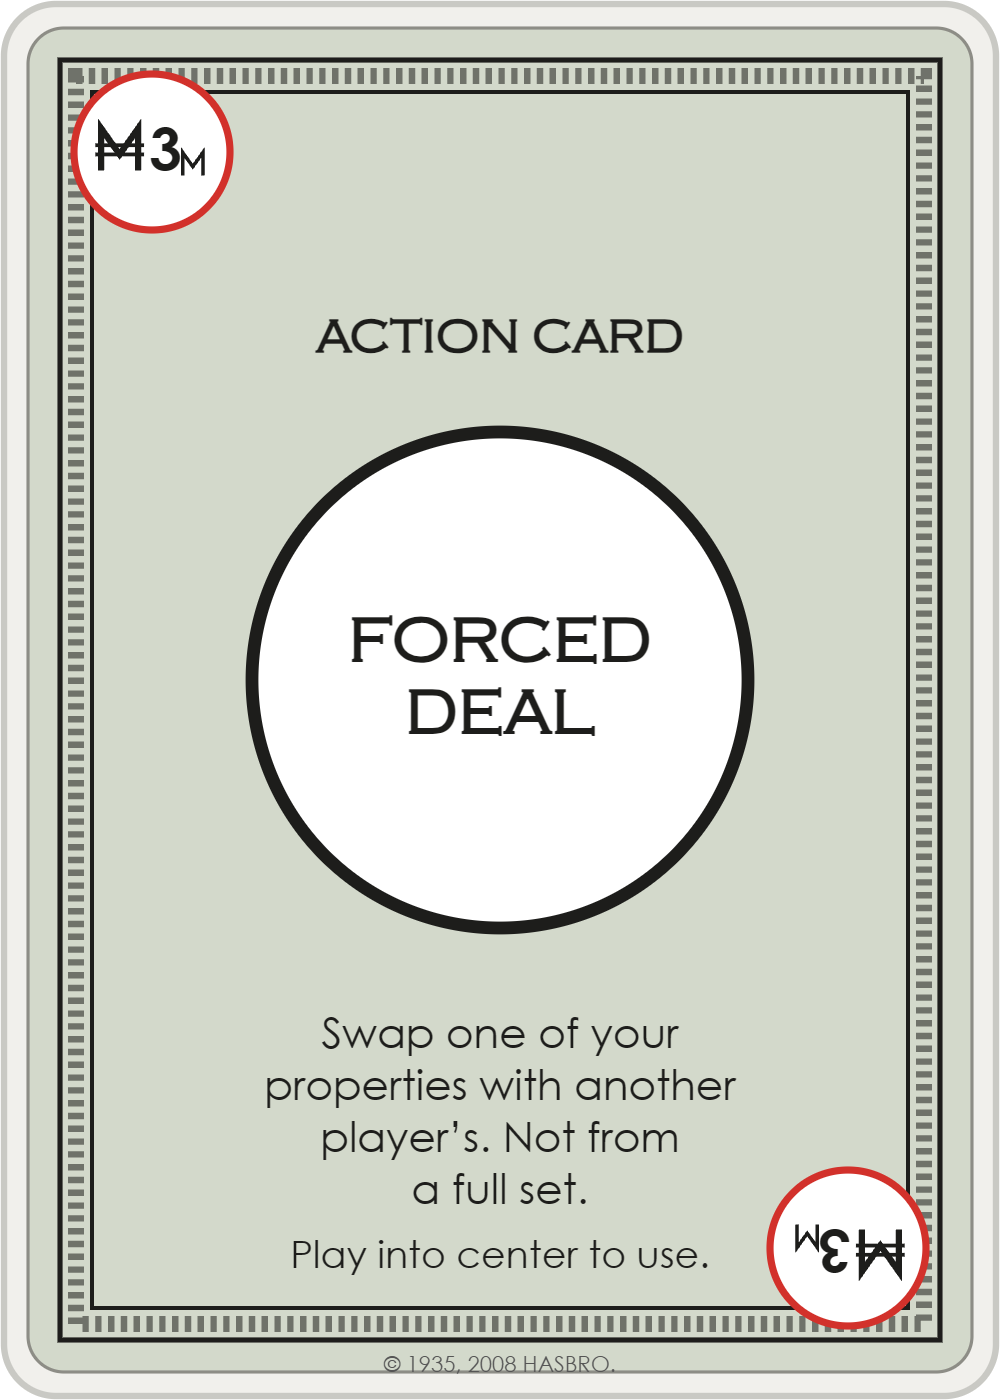 ₩3M
ACTION CARD
FORCED
DEAL
Swap one of your
properties with another
player’s. Not from
a full set.
Play into center to use.
₩3M
© 1935, 2008 HASBRO.